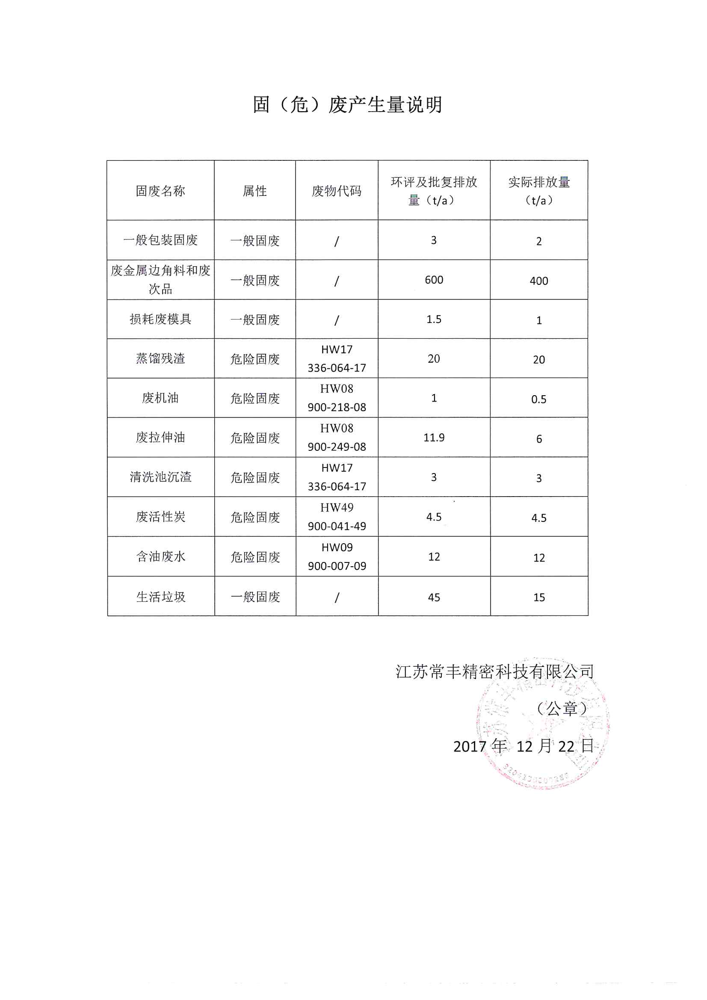 固（危）废产生量说明
固废名称 属性 废物代码 环评及批复排放量（t/a） 实际排放量（t/a）
一般包装固废 一般固废 / 3 2
废金属边角料和废次品 一般固废 / 600 400
损耗废模具 一般固废 / 1.5 1
蒸馏残渣 危险固废 HW17 336-064-17 20 20
废机油 危险固废 HW08 900-218-08 1 0.5
废拉伸油 危险固废 HW08 900-249-08 11.9 6
清洗池沉渣 危险固废 HW17 336-064-17 3 3
废活性炭 危险固废 HW49 900-041-49 4.5 4.5
含油废水 危险固废 HW09 900-007-09 12 12
生活垃圾 一般固废 / 45 15
江苏常丰精密科技有限公司
（公章）
2017 年 12 月 22 日